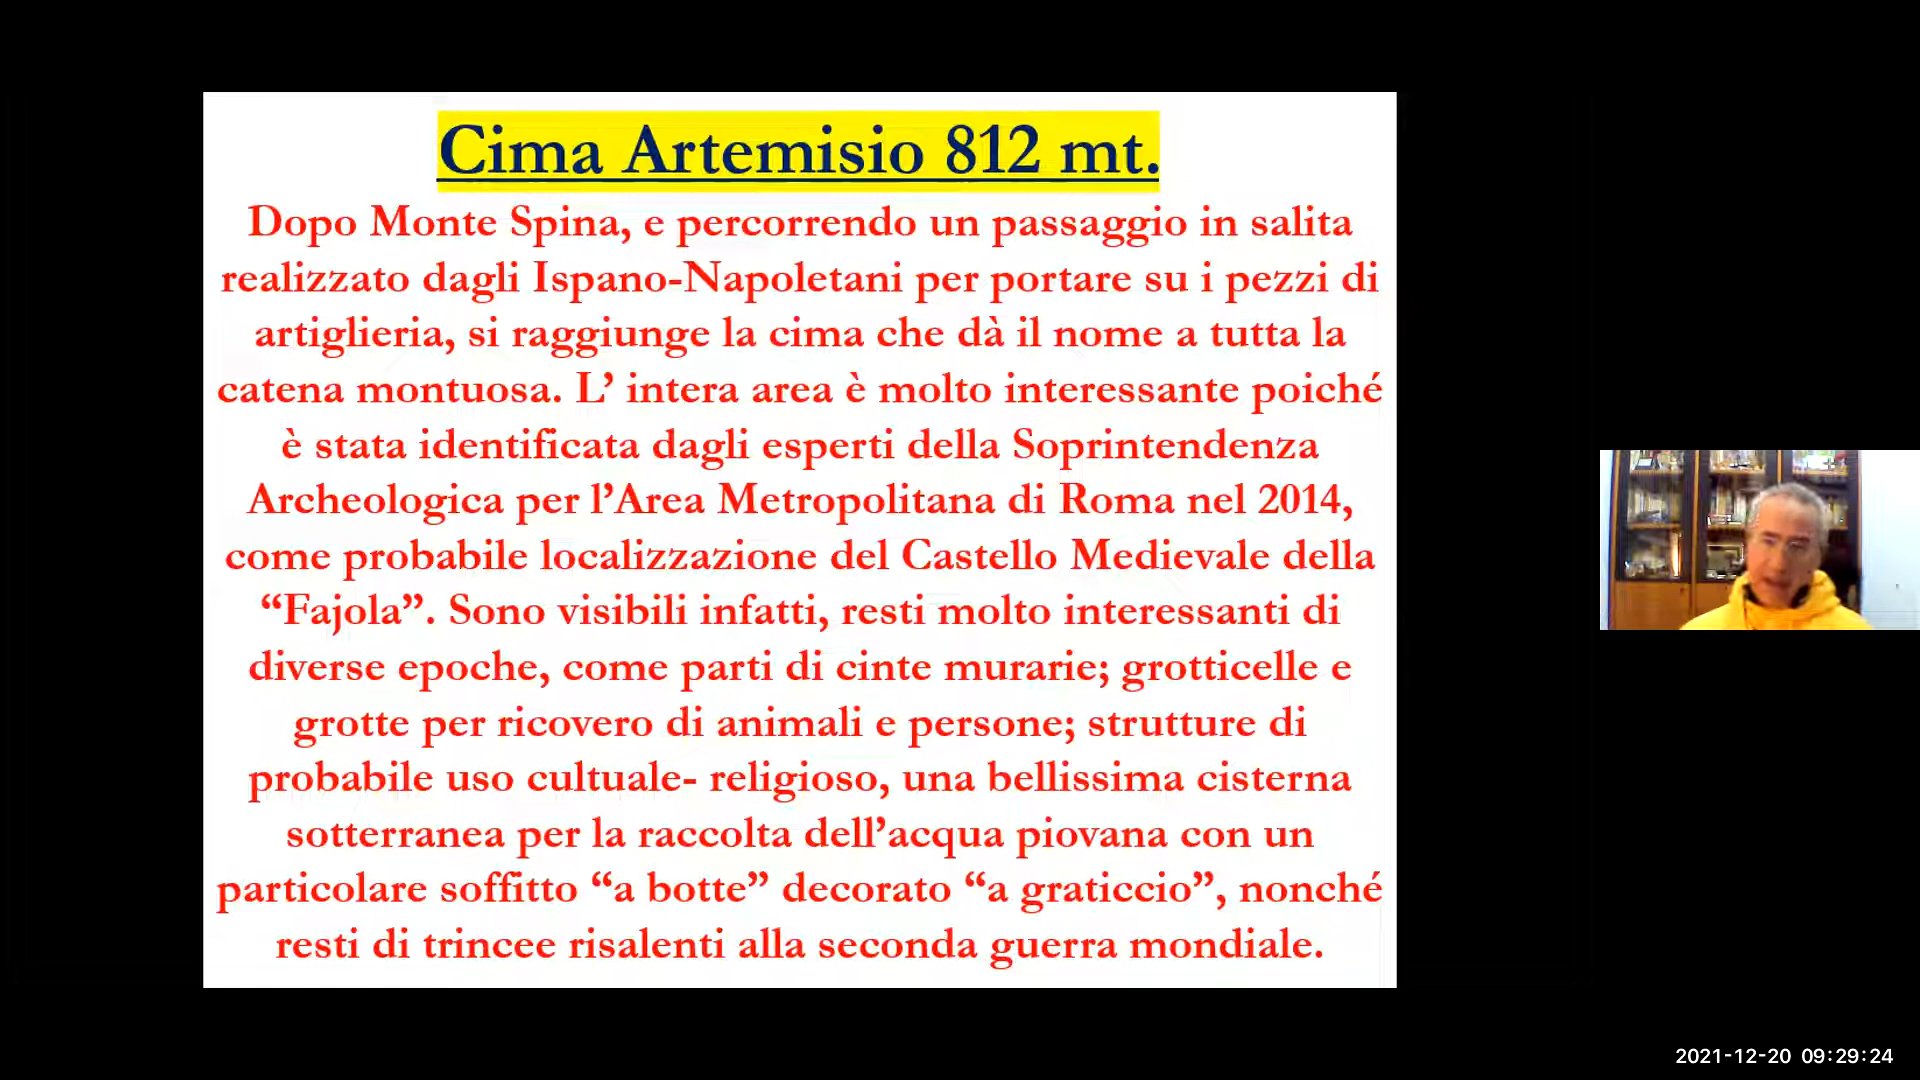 Cima Artemisio 812 mt.
Dopo Monte Spina, e percorrendo un passaggio in salita
realizzato dagli Ispano-Napoletani per portare su i pezzi di
artiglieria, si raggiunge la cima che dà il nome a tutta la
catena montuosa. L’ intera area è molto interessante poiché
è stata identificata dagli esperti della Soprintendenza
Archeologica per l’Area Metropolitana di Roma nel 2014,
come probabile localizzazione del Castello Medievale della
“Fajola”. Sono visibili infatti, resti molto interessanti di
diverse epoche, come parti di cinte murarie; grotticelle e
grotte per ricovero di animali e persone; strutture di
probabile uso cultuale- religioso, una bellissima cisterna
sotterranea per la raccolta dell’acqua piovana con un
particolare soffitto “a botte” decorato “a graticcio”, nonché
resti di trincee risalenti alla seconda guerra mondiale.
2021-12-20 09:29:24